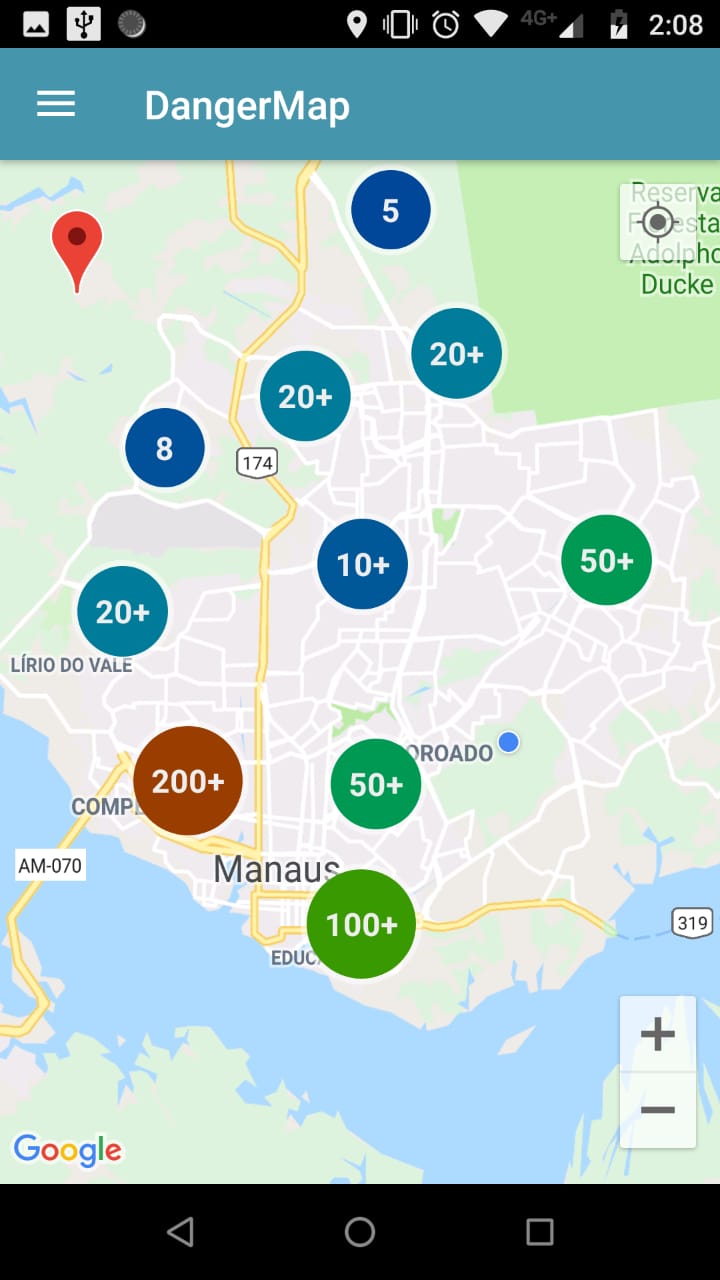 4G+ 2:08
DangerMap
5
Reserva
Floresta
Adolpho
Ducke
20+
20+
8
174
10+
50+
20+
LÍRIO DO VALE
OROADO
200+
50+
COMP
AM-070
Manaus
100+
319
EDUC
+
−
Google